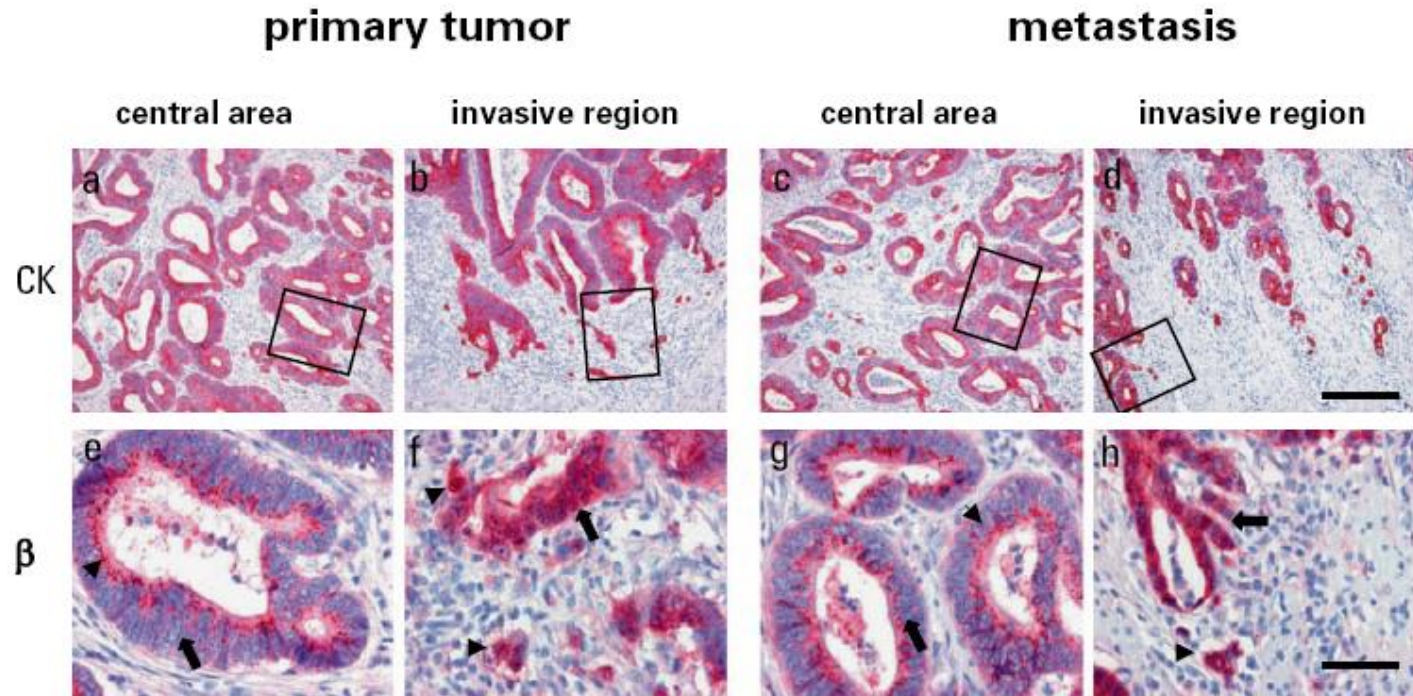 primary tumor metastasis
central area invasive region central area invasive region
a b c d
CK
e f g h
β